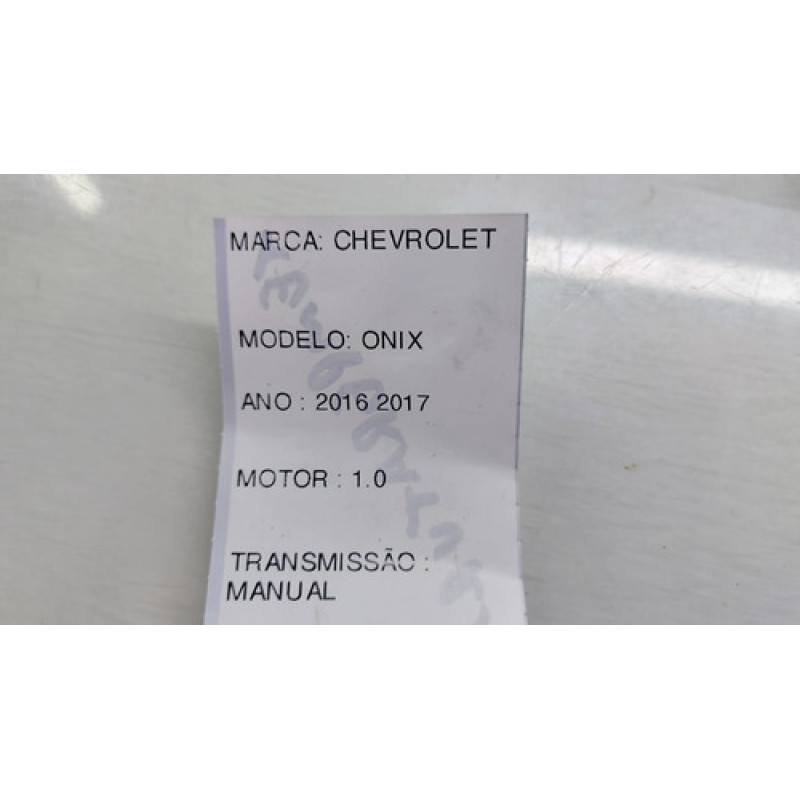 MARCA: CHEVROLET
MODELO: ONIX
ANO : 2016 2017
MOTOR : 1.0
TRANSMISSÃO :
MANUAL